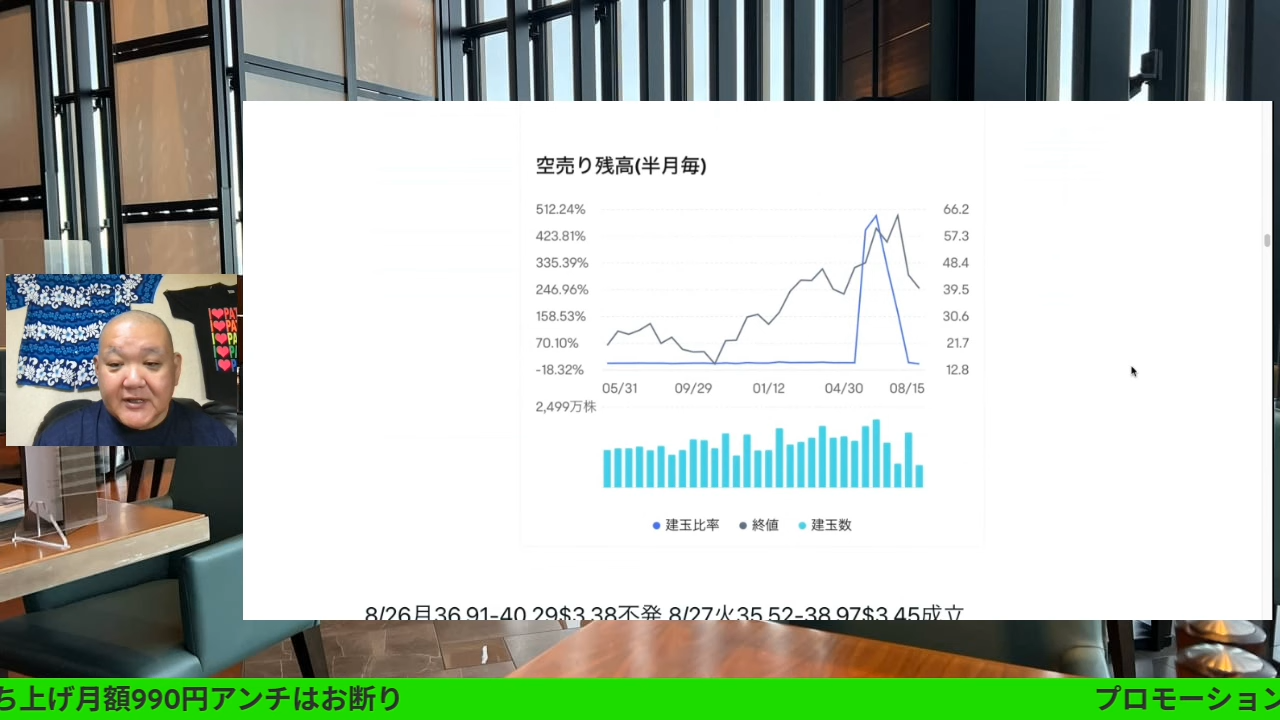 空売り残高(半月毎)
512.24%
423.81%
335.39%
246.96%
158.53%
70.10%
-18.32%
66.2
57.3
48.4
39.5
30.6
21.7
12.8
05/31 09/29 01/12 04/30 08/15
2,499万株
建玉比率 終値 建玉数
8/26月36.91-40.29$3.38不発 8/27火35.52-38.97$3.45成立
ち上げ月額990円アンチはお断り プロモーション